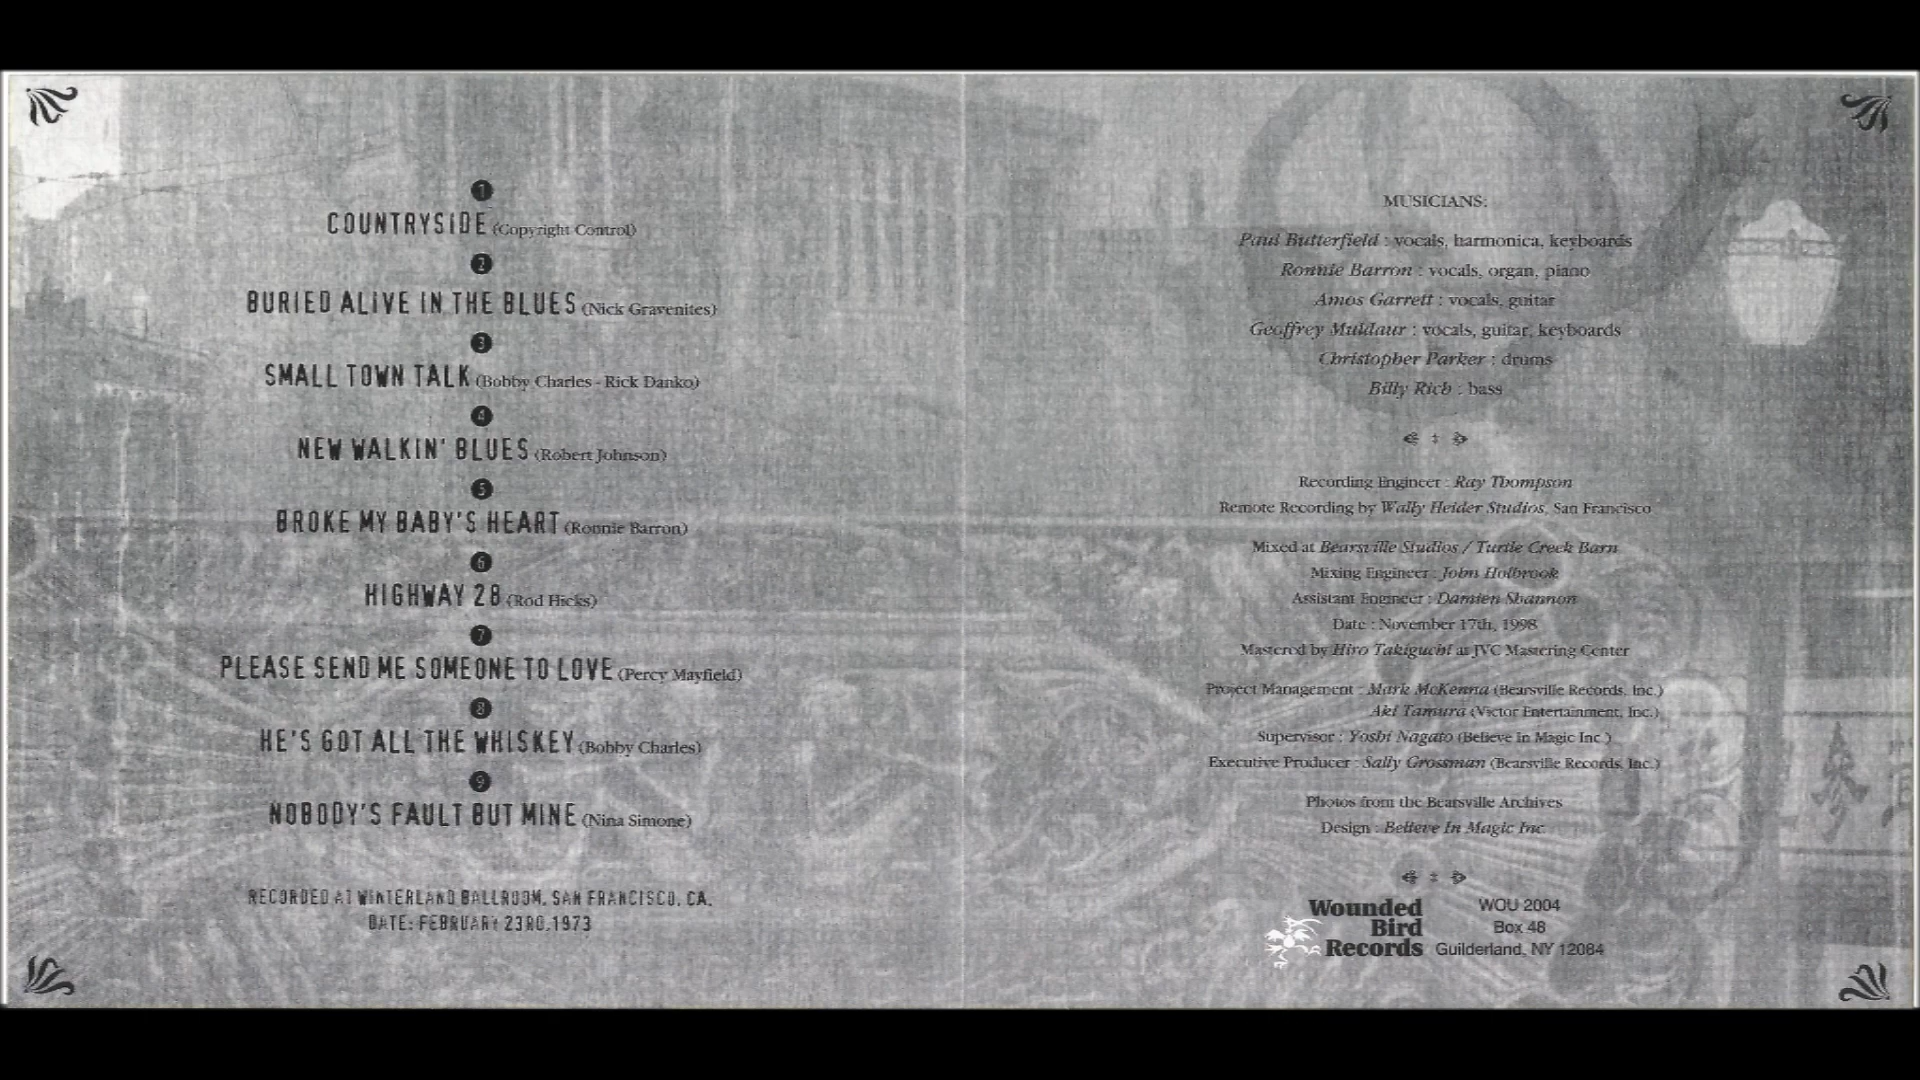 1
COUNTRYSIDE (Copyright Control)
2
BURIED ALIVE IN THE BLUES (Nick Gravenites)
3
SMALL TOWN TALK (Bobby Charles - Rick Danko)
4
NEW WALKIN' BLUES (Robert Johnson)
5
BROKE MY BABY'S HEART (Ronnie Barron)
6
HIGHWAY 28 (Rod Hicks)
7
PLEASE SEND ME SOMEONE TO LOVE (Percy Mayfield)
8
HE'S GOT ALL THE WHISKEY (Bobby Charles)
9
NOBODY'S FAULT BUT MINE (Nina Simone)
RECORDED AT WINTERLAND BALLROOM, SAN FRANCISCO, CA.
DATE: FEBRUARY 23RD,1973
MUSICIANS:
Paul Butterfield : vocals, harmonica, keyboards
Ronnie Barron : vocals, organ, piano
Amos Garrett : vocals, guitar
Geoffrey Muldaur : vocals, guitar, keyboards
Christopher Parker : drums
Billy Rich : bass
Recording Engineer : Ray Thompson
Remote Recording by Wally Heider Studios, San Francisco
Mixed at Bearsville Studios / Turtle Creek Barn
Mixing Engineer : John Holbrook
Assistant Engineer : Damien Shannon
Date : November 17th, 1998
Mastered by Hiro Takiguchi at JVC Mastering Center
Project Management : Mark McKenna (Bearsville Records, Inc.)
Aki Tamura (Victor Entertainment, Inc.)
Supervisor : Yoshi Nagato (Believe In Magic Inc.)
Executive Producer : Sally Grossman (Bearsville Records, Inc.)
Photos from the Bearsville Archives
Design : Believe In Magic Inc.
Wounded Bird Records
WOU 2004
Box 48
Guilderland, NY 12084